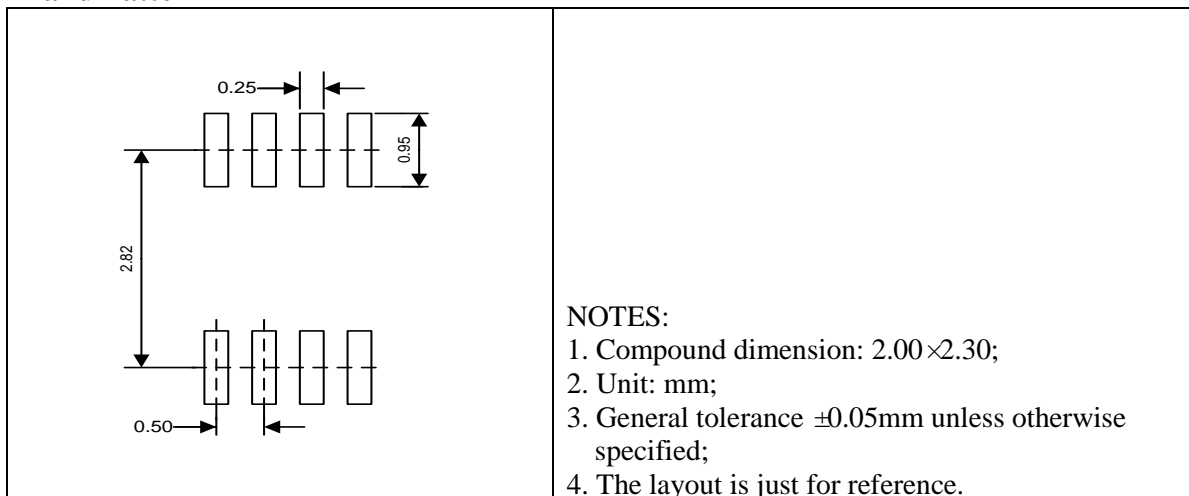 0.25
0.95
2.82
0.50
NOTES:
1. Compound dimension: 2.00×2.30;
2. Unit: mm;
3. General tolerance ±0.05mm unless otherwise
specified;
4. The layout is just for reference.